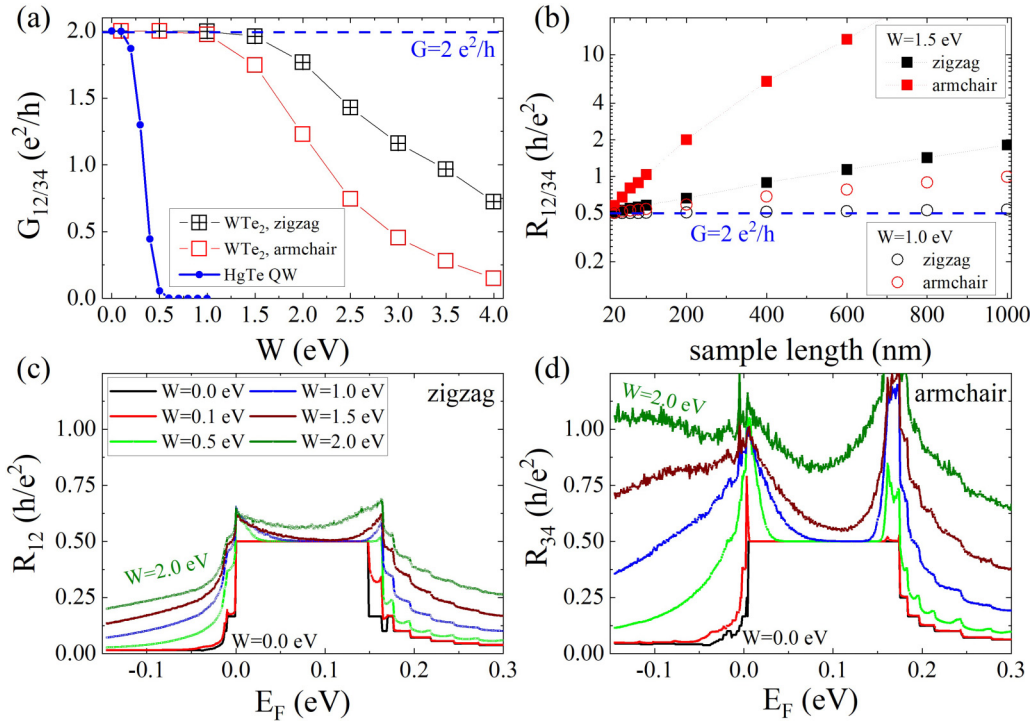 (a)
2.0
1.5
1.0
0.5
0.0
G12/34 (e²/h)
G=2 e²/h
WTe₂, zigzag
WTe₂, armchair
HgTe QW
0.0 0.5 1.0 1.5 2.0 2.5 3.0 3.5 4.0
W (eV)
(b)
10
4
2
1
0.5
0.2
R12/34 (h/e²)
W=1.5 eV
zigzag
armchair
G=2 e²/h
W=1.0 eV
zigzag
armchair
20 200 400 600 800 1000
sample length (nm)
(c)
1.00
0.75
0.50
0.25
0.00
R12 (h/e²)
W=0.0 eV W=1.0 eV
W=0.1 eV W=1.5 eV
W=0.5 eV W=2.0 eV
zigzag
W=2.0 eV
W=0.0 eV
-0.1 0.0 0.1 0.2 0.3
EF (eV)
(d)
1.00
0.75
0.50
0.25
0.00
R34 (h/e²)
W=2.0 eV
armchair
W=0.0 eV
-0.1 0.0 0.1 0.2 0.3
EF (eV)